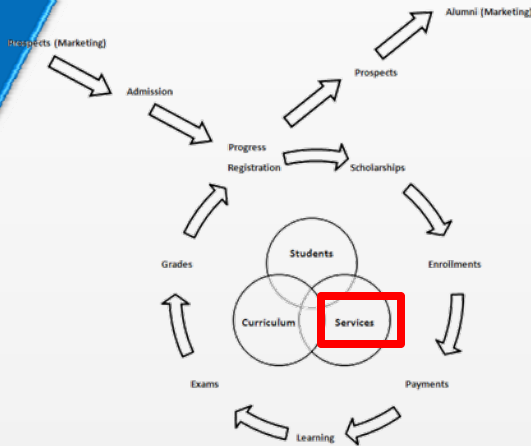 Alumni (Marketing)
Prospects (Marketing)
Prospects
Admission
Progress
Registration
Scholarships
Students
Grades
Enrollments
Curriculum
Services
Exams
Payments
Learning